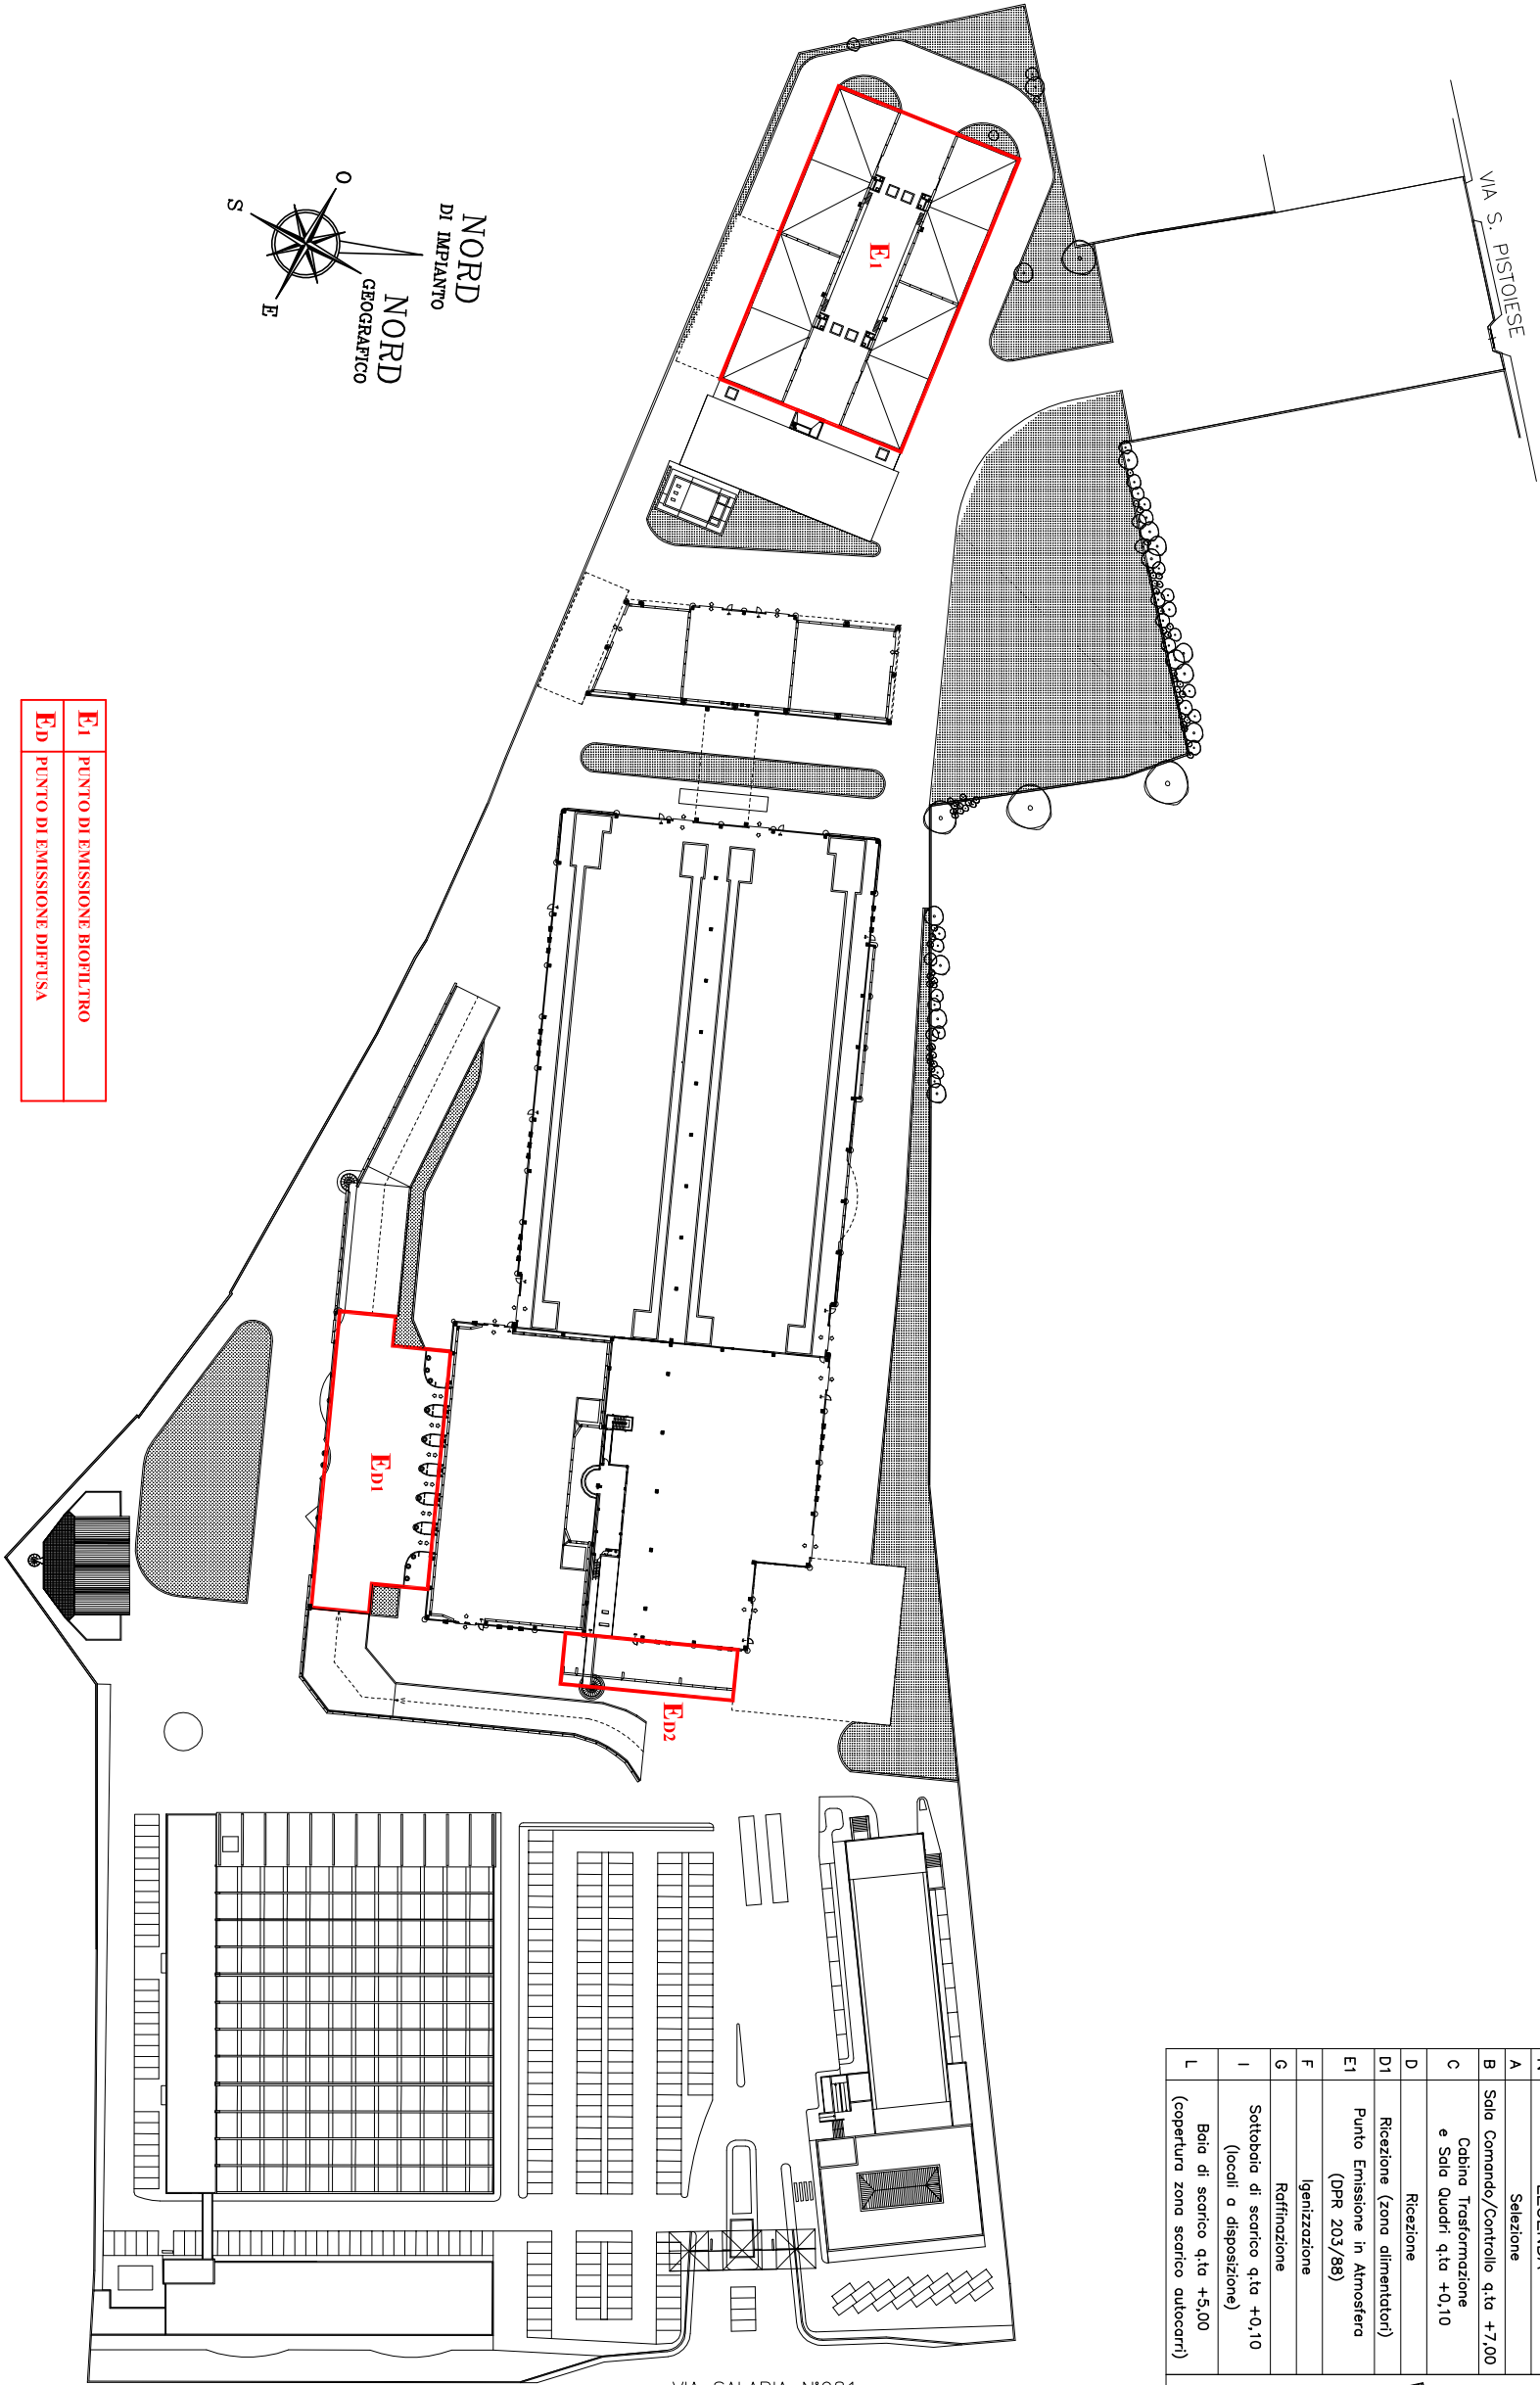 VIA S. PISTOIESE
NORD
DI IMPIANTO
NORD
GEOGRAFICO
O
S
E
E1
E1 PUNTO DI EMISSIONE BIOFILTRO
ED PUNTO DI EMISSIONE DIFFUSA
ED1
ED2
A Selezione
B Sala Comando/Controllo q.ta +7,00
C Cabina Trasformazione
e Sala Quadri q.ta +0,10
D Ricezione
D1 Ricezione (zona alimentatori)
E1 Punto Emissione in Atmosfera
(DPR 203/88)
F Igenizzazione
G Raffinazione
I Sottobaia di scarico q.ta +0,10
(locali a disposizione)
L Baia di scarico q.ta +5,00
(copertura zona scarico autocarri)